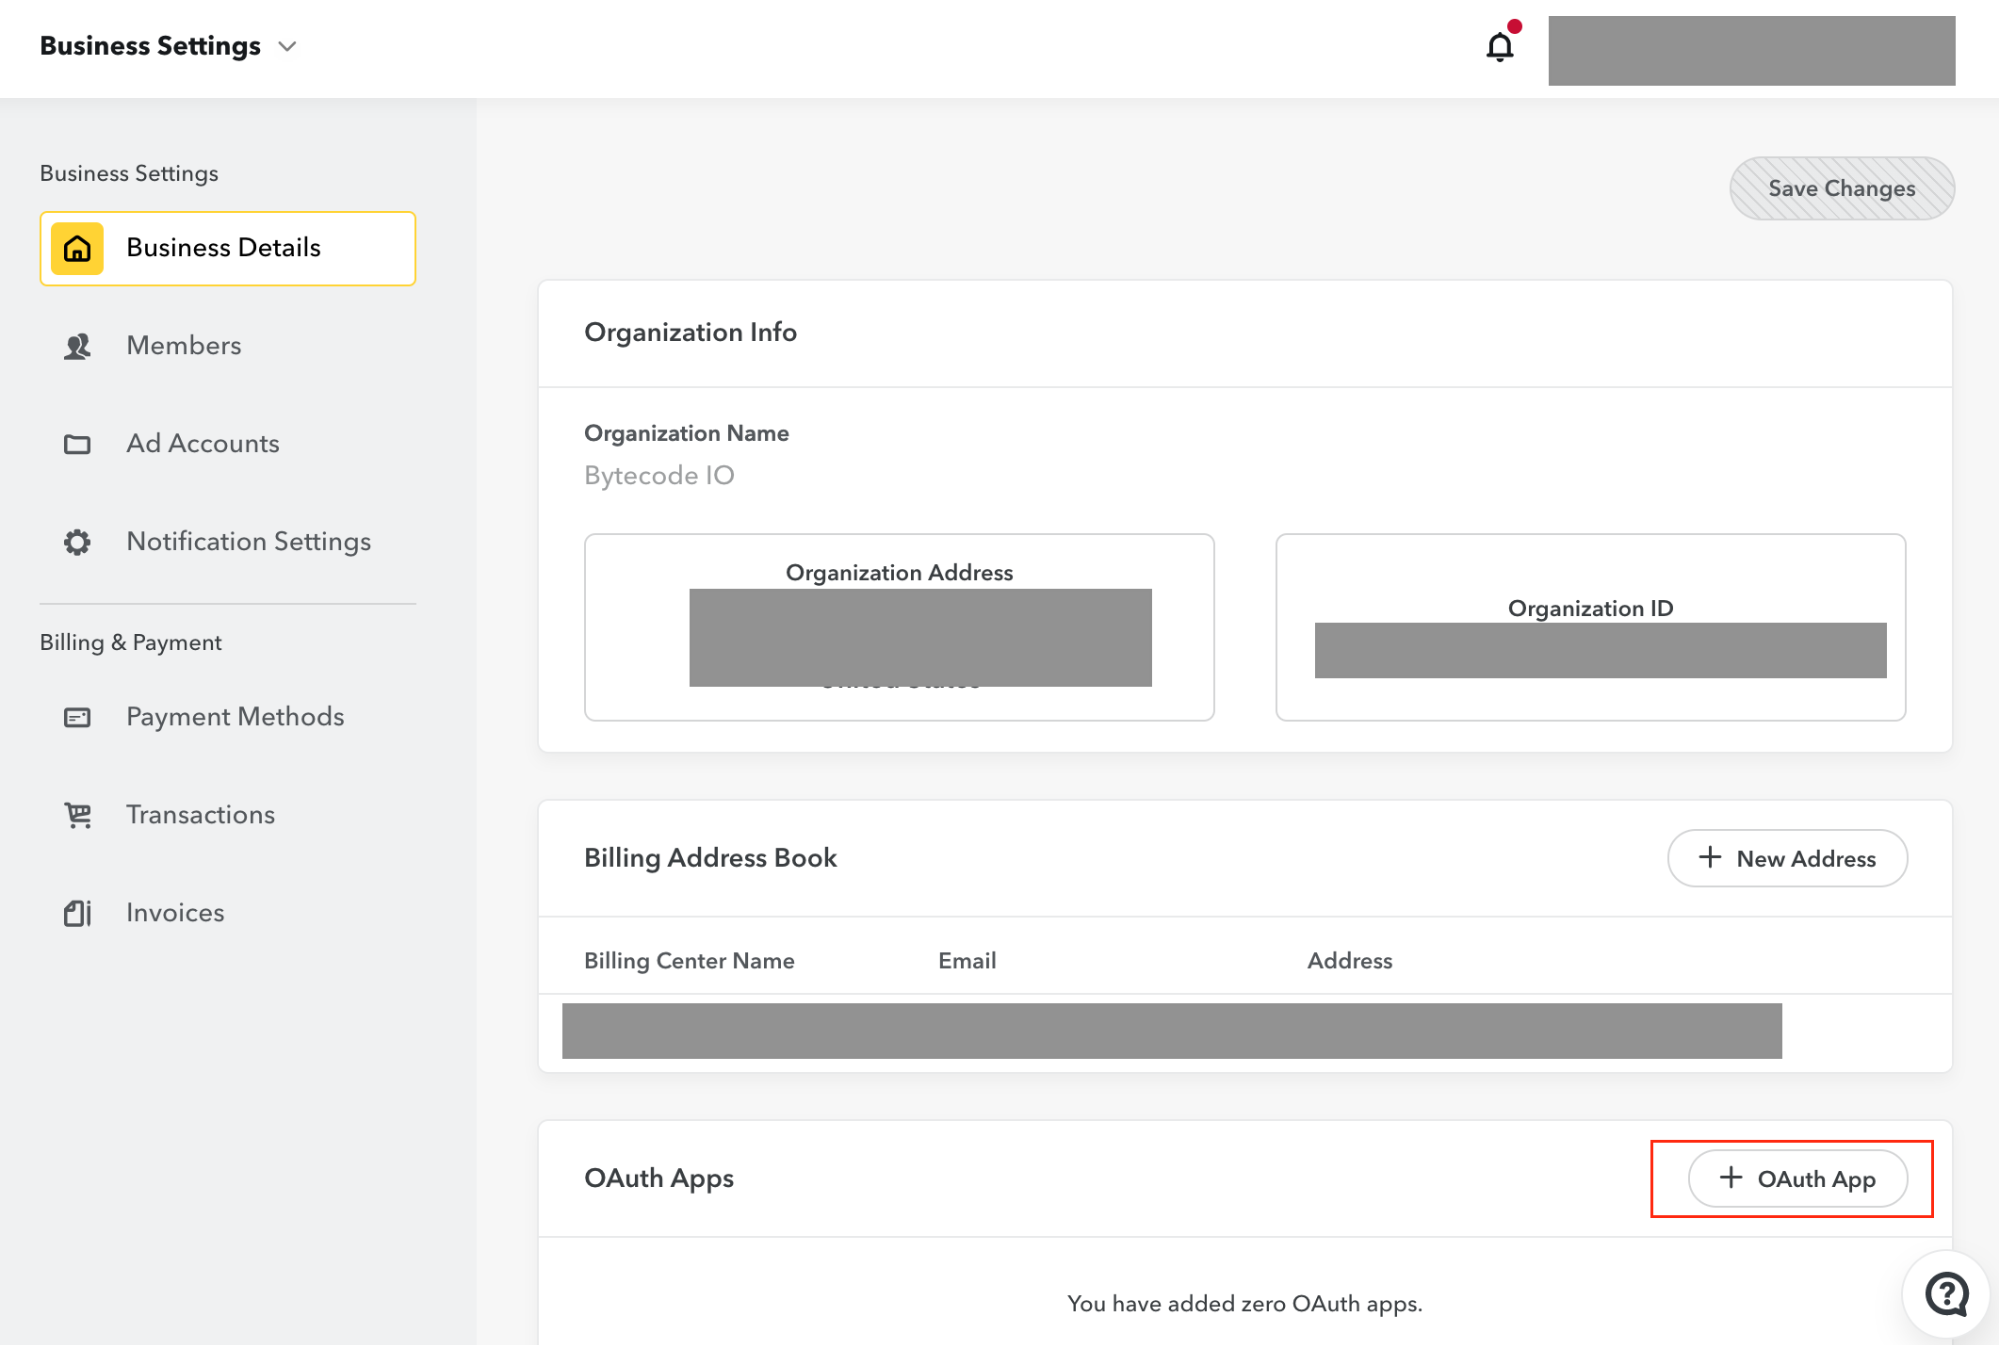 Business Settings
Business Settings
Save Changes
Business Details
Members
Ad Accounts
Notification Settings
Billing & Payment
Payment Methods
Transactions
Invoices
Organization Info
Organization Name
Bytecode IO
Organization Address
Organization ID
Billing Address Book
+ New Address
Billing Center Name Email Address
OAuth Apps
+ OAuth App
You have added zero OAuth apps.